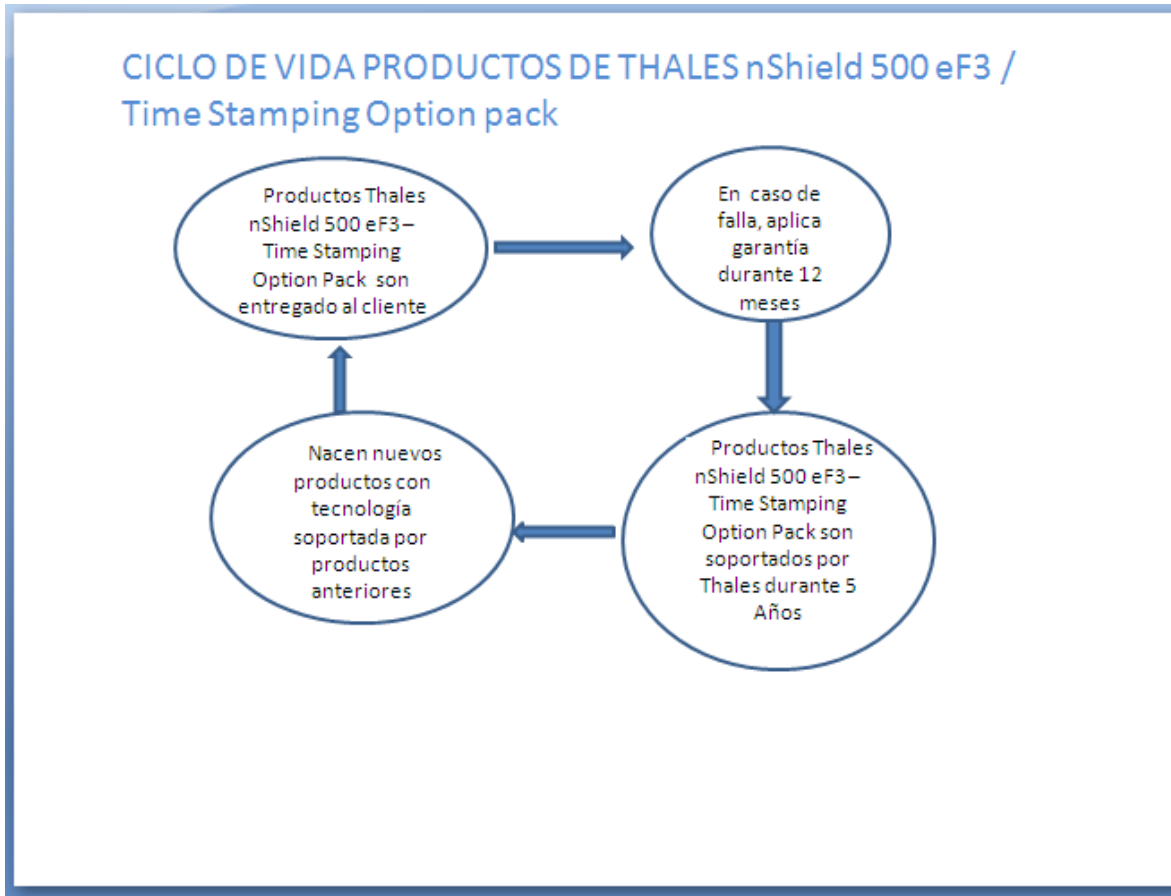 CICLO DE VIDA PRODUCTOS DE THALES nShield 500 eF3 /
Time Stamping Option pack
Productos Thales
nShield 500 eF3–
Time Stamping
Option Pack son
entregado al cliente
En caso de
falla, aplica
garantía
durante 12
meses
Nacen nuevos
productos con
tecnología
soportada por
productos
anteriores
Productos Thales
nShield 500 eF3–
Time Stamping
Option Pack son
soportados por
Thales durante 5
Años